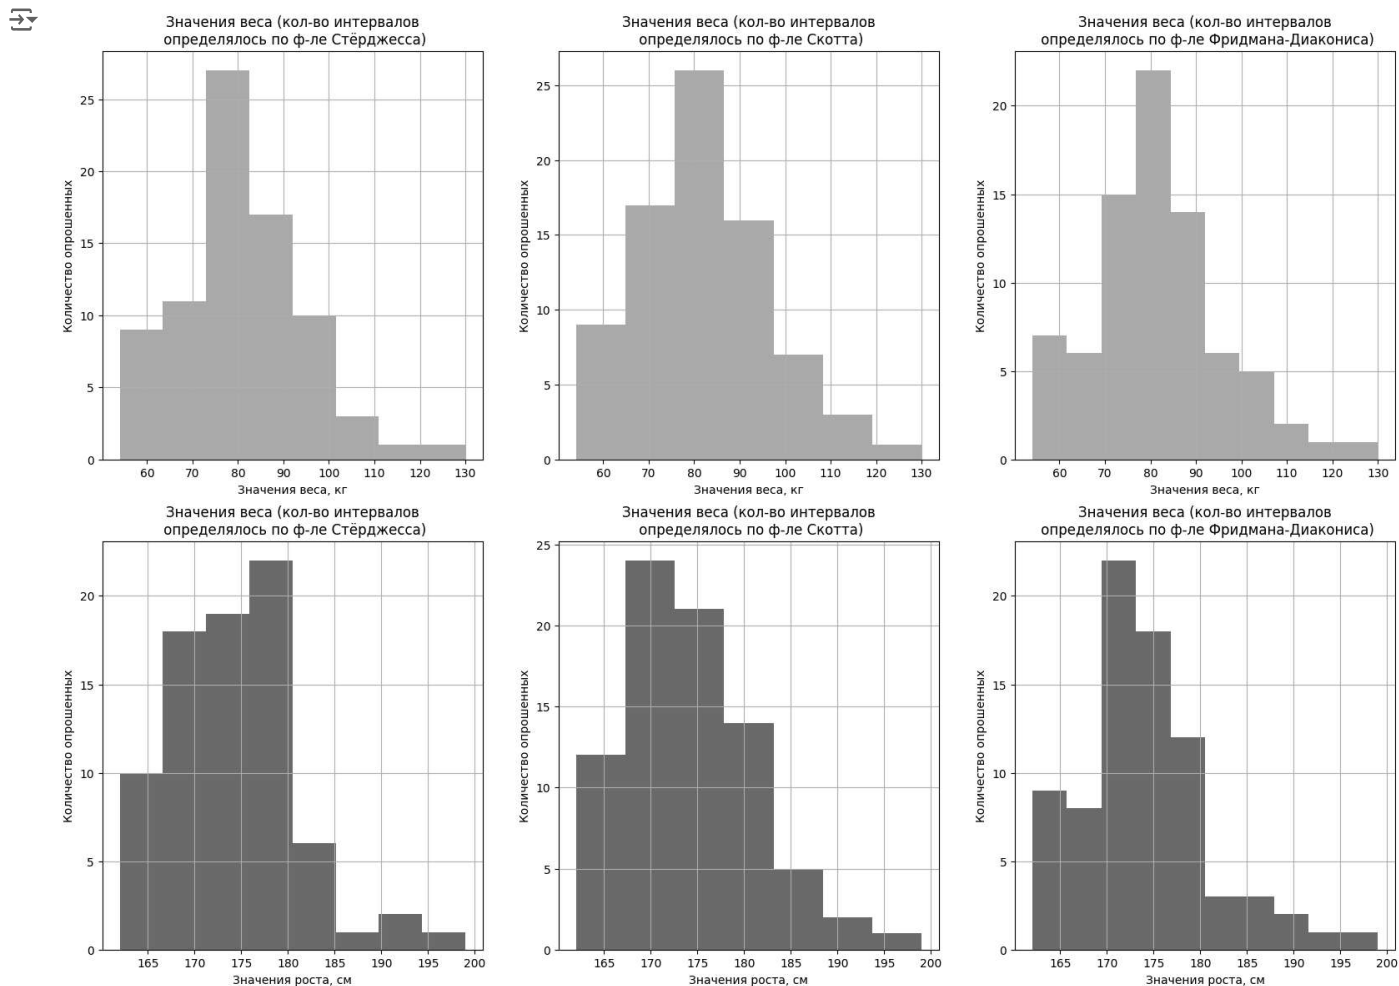 Значения веса (кол-во интервалов
определялось по ф-ле Стёрджесса)
Количество опрошенных
25
20
15
10
5
0
60 70 80 90 100 110 120 130
Значения веса, кг
Значения веса (кол-во интервалов
определялось по ф-ле Скотта)
Количество опрошенных
25
20
15
10
5
0
60 70 80 90 100 110 120 130
Значения веса, кг
Значения веса (кол-во интервалов
определялось по ф-ле Фридмана-Диакониса)
Количество опрошенных
20
15
10
5
0
60 70 80 90 100 110 120 130
Значения веса, кг
Значения веса (кол-во интервалов
определялось по ф-ле Стёрджесса)
Количество опрошенных
20
15
10
5
0
165 170 175 180 185 190 195 200
Значения роста, см
Значения веса (кол-во интервалов
определялось по ф-ле Скотта)
Количество опрошенных
25
20
15
10
5
0
165 170 175 180 185 190 195 200
Значения роста, см
Значения веса (кол-во интервалов
определялось по ф-ле Фридмана-Диакониса)
Количество опрошенных
20
15
10
5
0
165 170 175 180 185 190 195 200
Значения роста, см